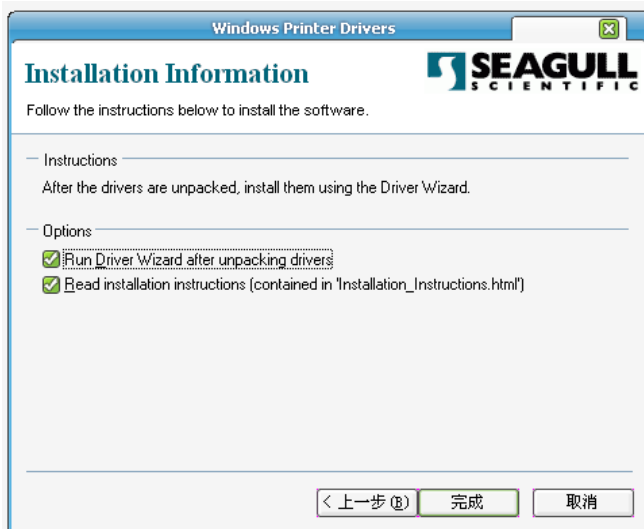 Windows Printer Drivers
Installation Information
SEAGULL
SCIENTIFIC
Follow the instructions below to install the software.
Instructions
After the drivers are unpacked, install them using the Driver Wizard.
Options
Run Driver Wizard after unpacking drivers
Read installation instructions (contained in 'Installation_Instructions.html')
< 上一步(B) 完成 取消